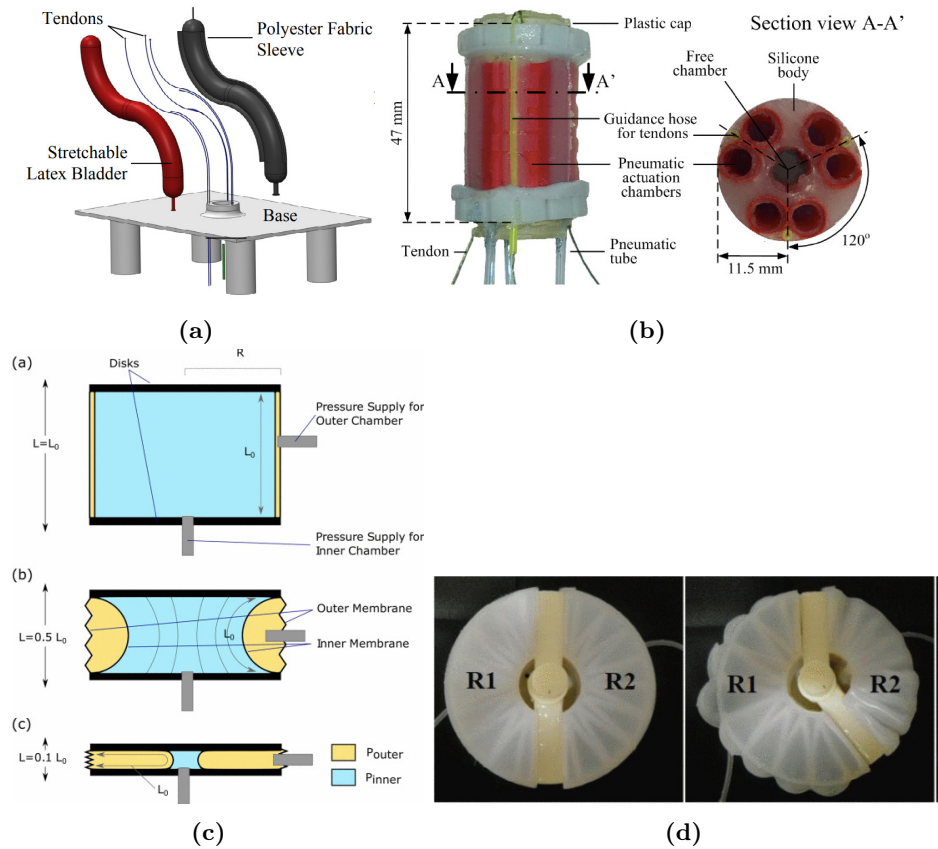 Tendons
Polyester Fabric
Sleeve
Stretchable
Latex Bladder
Base
(a)
Plastic cap
Section view A-A'
Free
chamber
Silicone
body
A
A'
47 mm
Guidance hose
for tendons
Pneumatic
actuation
chambers
Tendon
Pneumatic
tube
120°
11.5 mm
(b)
(a)
Disks
R
L=L0
L0
Pressure Supply for
Outer Chamber
Pressure Supply for
Inner Chamber
(b)
L=0.5 L0
L0
Outer Membrane
Inner Membrane
(c)
L=0.1 L0
L0
Pouter
Pinner
(c)
R1
R2
R1
R2
(d)